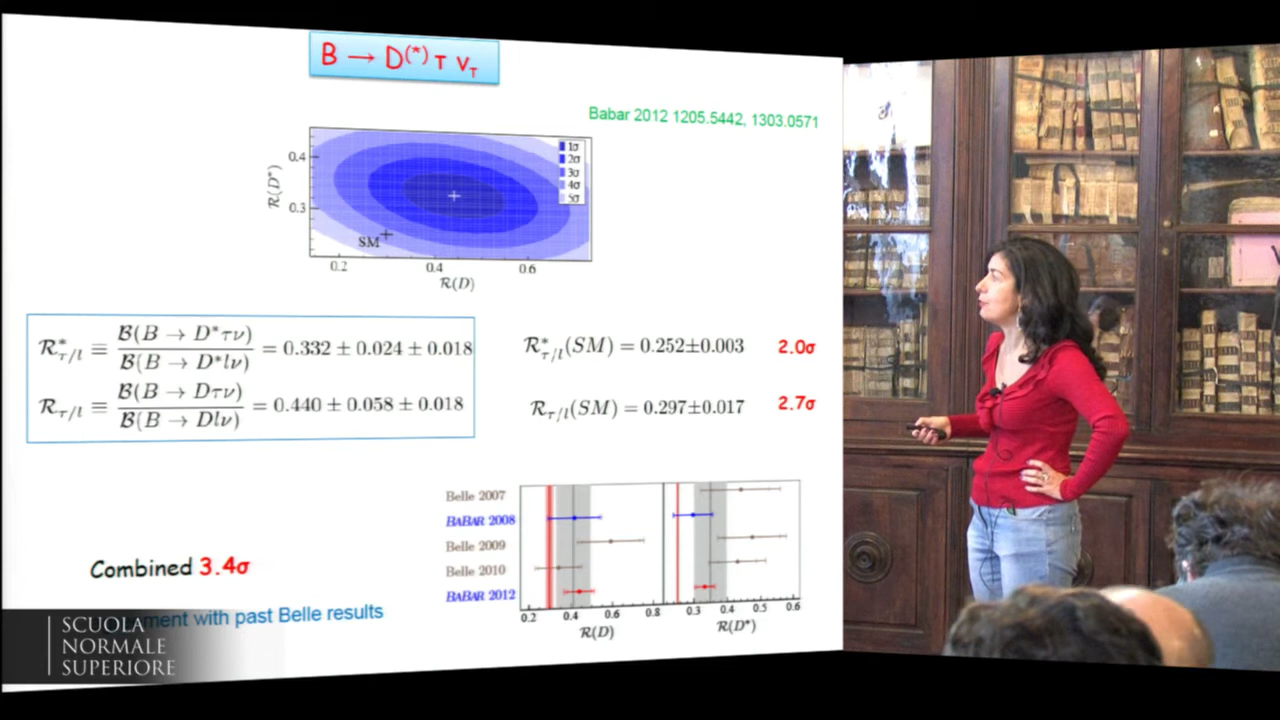 B → D(*) τ ντ
Babar 2012 1205.5442, 1303.0571
1σ
2σ
3σ
4σ
5σ
0.4
0.3
R(D*)
SM
0.2 0.4 0.6
R(D)
R*τ/l ≡ B(B → D*τν) / B(B → D*lν) = 0.332 ± 0.024 ± 0.018
R*τ/l(SM) = 0.252±0.003 2.0σ
Rτ/l ≡ B(B → Dτν) / B(B → Dlν) = 0.440 ± 0.058 ± 0.018
Rτ/l(SM) = 0.297±0.017 2.7σ
Belle 2007
BABAR 2008
Belle 2009
Belle 2010
BABAR 2012
0.2 0.4 0.6 0.8 0.3 0.4 0.5 0.6
R(D) R(D*)
Combined 3.4σ
with past Belle results
SCUOLA
NORMALE
SUPERIORE